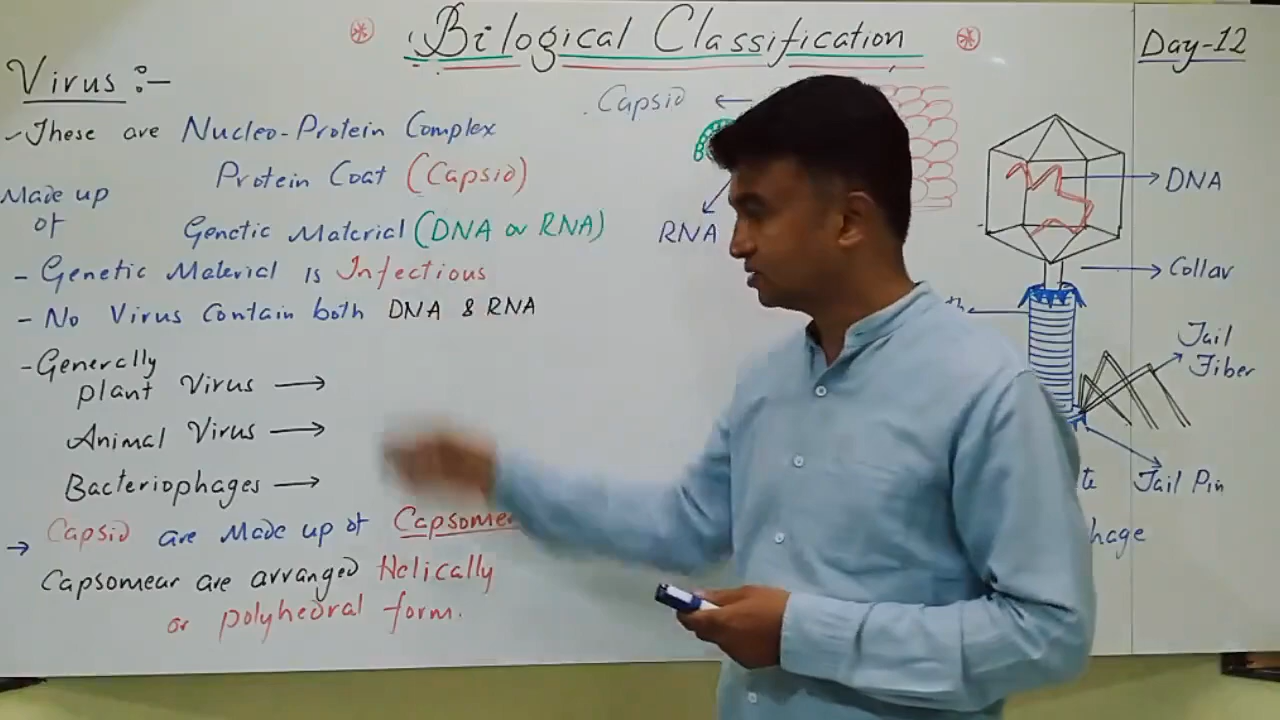 Bilogical Classification
Day-12
Virus :-
- These are Nucleo-Protein Complex
Made up of
Protein Coat (Capsid)
Genetic Material (DNA or RNA)
- Genetic Material is Infectious
- No Virus Contain both DNA & RNA
- Generally
plant Virus →
Animal Virus →
Bacteriophages →
→ Capsid are Made up of
Capsomear are arranged Helically
or polyhedral form.
Capsid ←
RNA
DNA
Collar
Tail
Fiber
Tail Pin